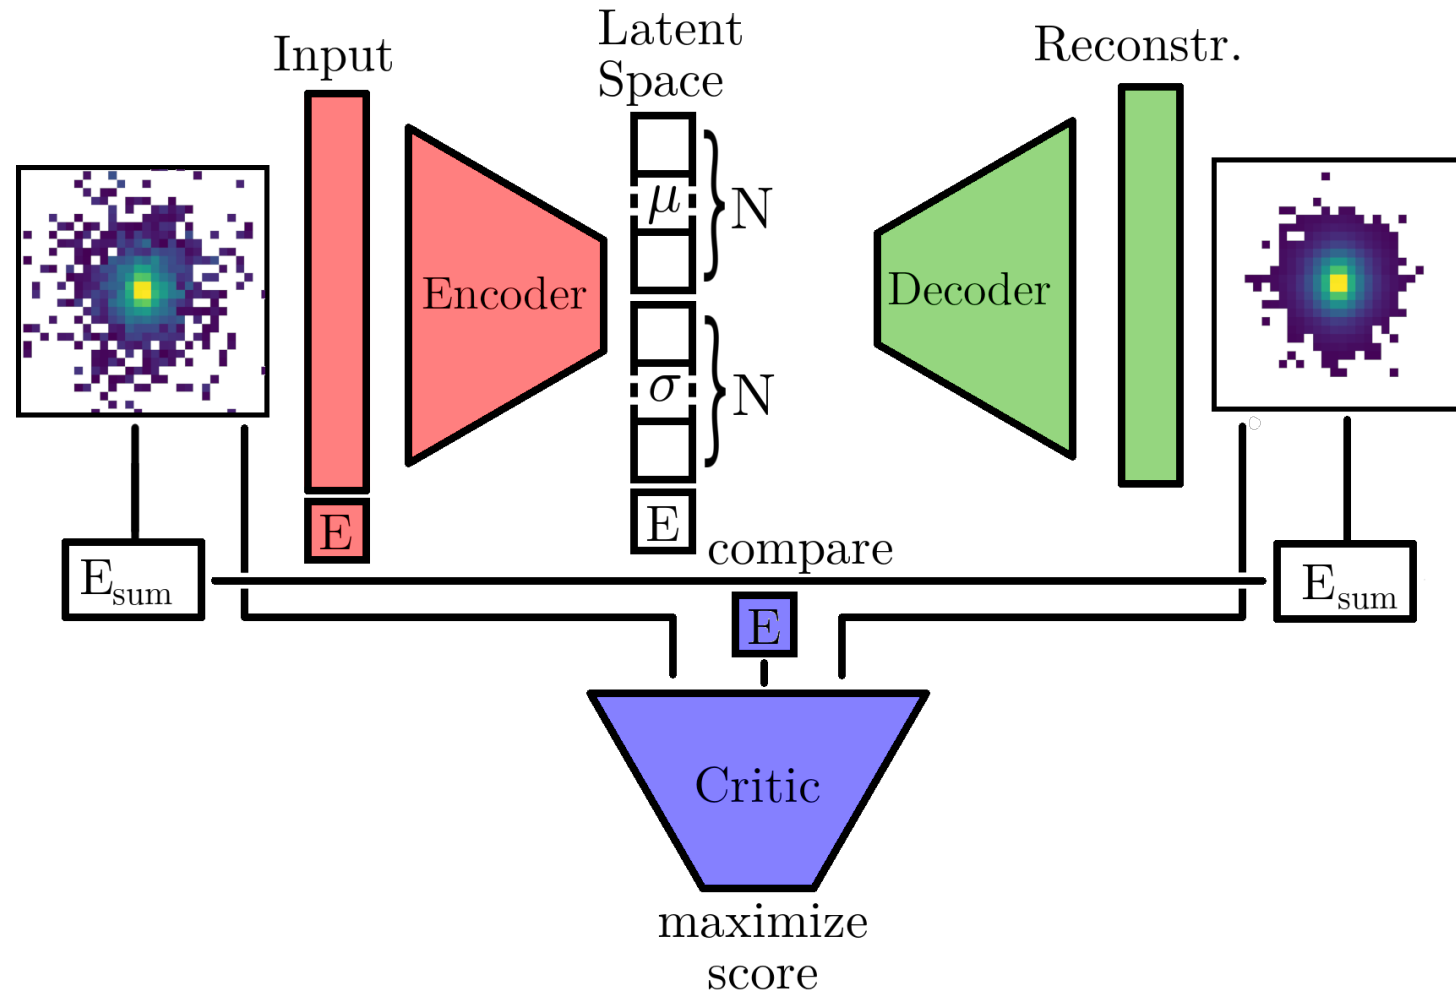 Input
Latent
Space
Reconstr.
μ
N
Encoder
Decoder
σ
N
E
E
compare
E_sum
E_sum
E
Critic
maximize
score